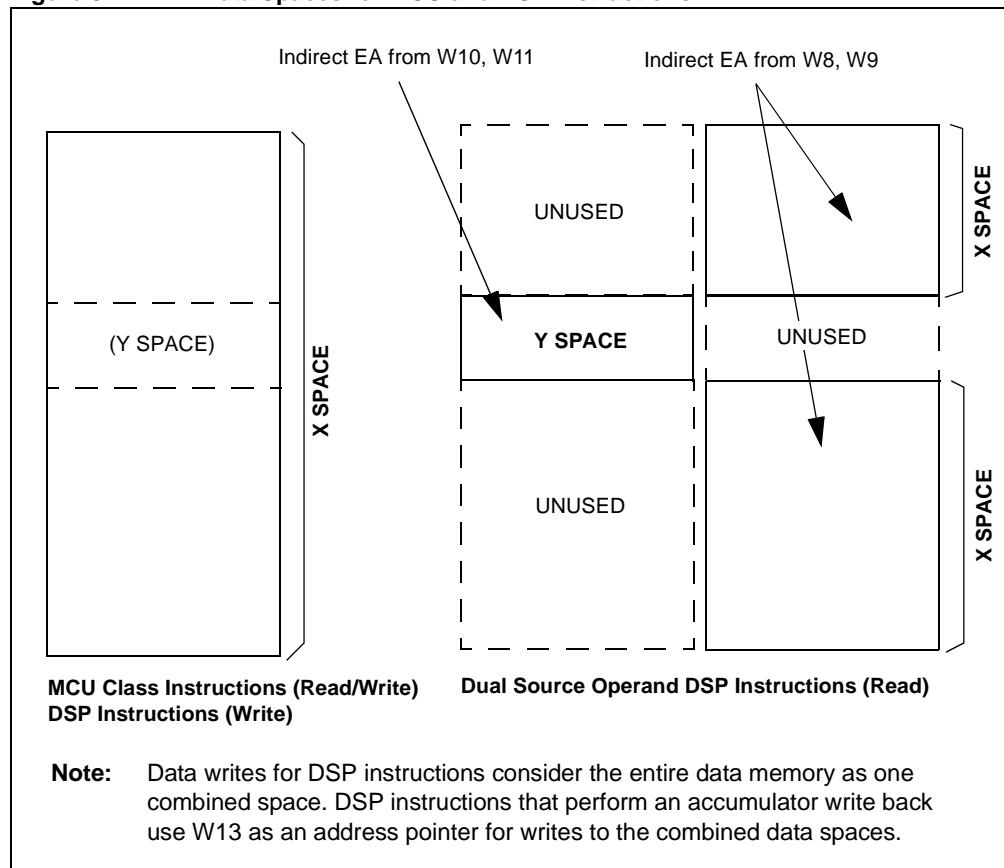 Indirect EA from W10, W11
Indirect EA from W8, W9
UNUSED
X SPACE
(Y SPACE)
Y SPACE
UNUSED
X SPACE
UNUSED
X SPACE
MCU Class Instructions (Read/Write)
DSP Instructions (Write)
Dual Source Operand DSP Instructions (Read)
Note: Data writes for DSP instructions consider the entire data memory as one
combined space. DSP instructions that perform an accumulator write back
use W13 as an address pointer for writes to the combined data spaces.